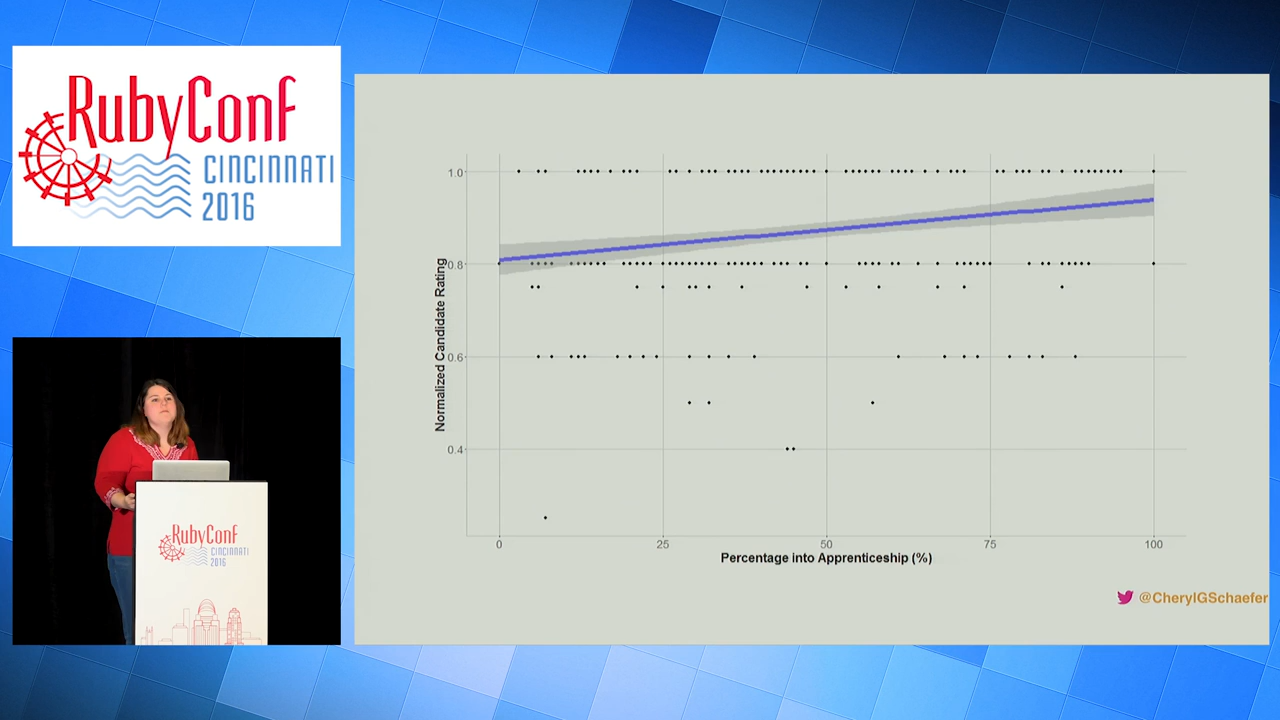 RubyConf
CINCINNATI
2016
RubyConf
CINCINNATI
2016
1.0
0.8
0.6
0.4
Normalized Candidate Rating
0 25 50 75 100
Percentage into Apprenticeship (%)
@CherylGSchaefer